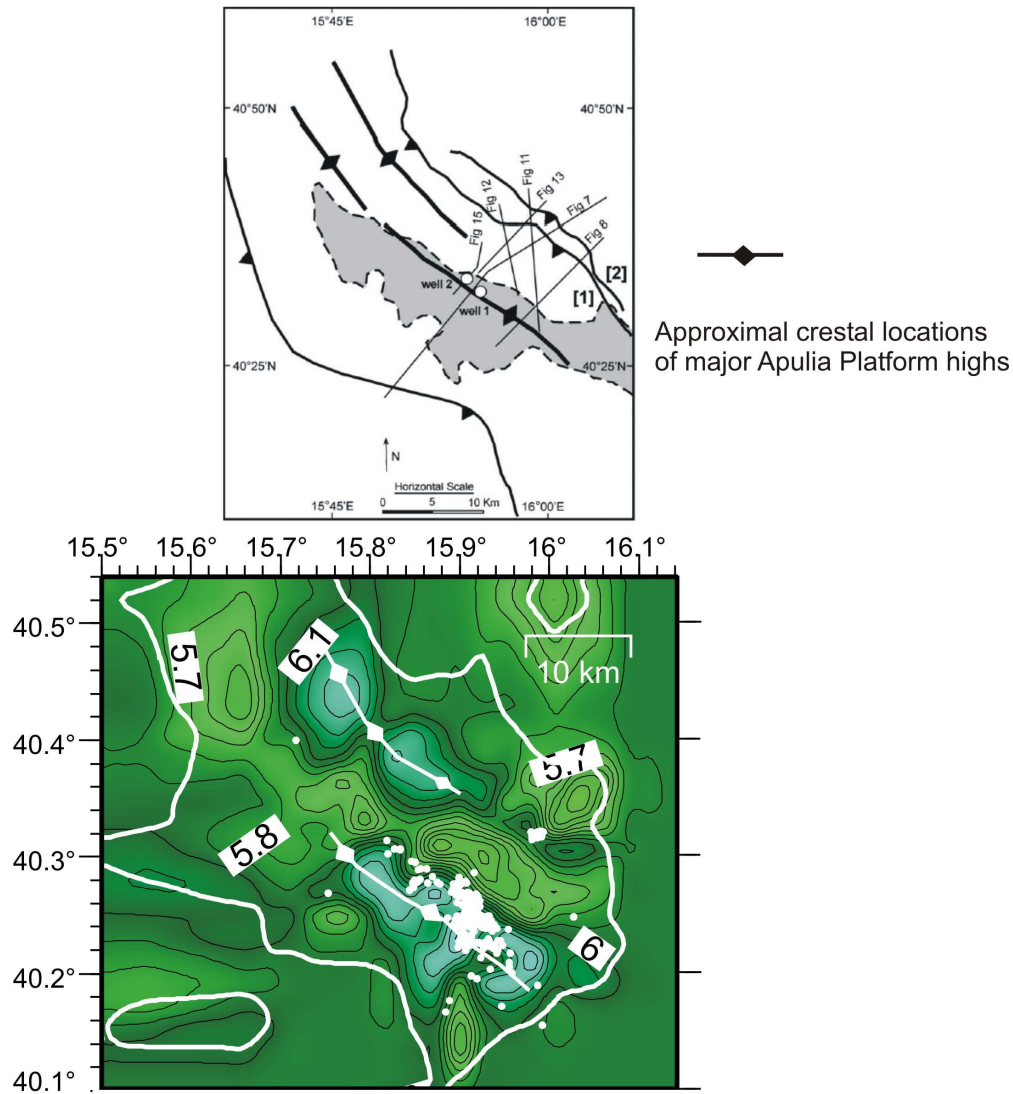 15°45'E 16°00'E
40°50'N 40°50'N
Fig 11
Fig 13
Fig 12
Fig 7
Fig 15
Fig 8
well 2
[2]
[1]
well 1
Approximal crestal locations
of major Apulia Platform highs
40°25'N 40°25'N
N
Horizontal Scale
0 5 10 Km
15°45'E 16°00'E
15.5° 15.6° 15.7° 15.8° 15.9° 16° 16.1°
40.5°
6.1
5.7
10 km
40.4°
5.7
5.8
40.3°
6
40.2°
40.1°